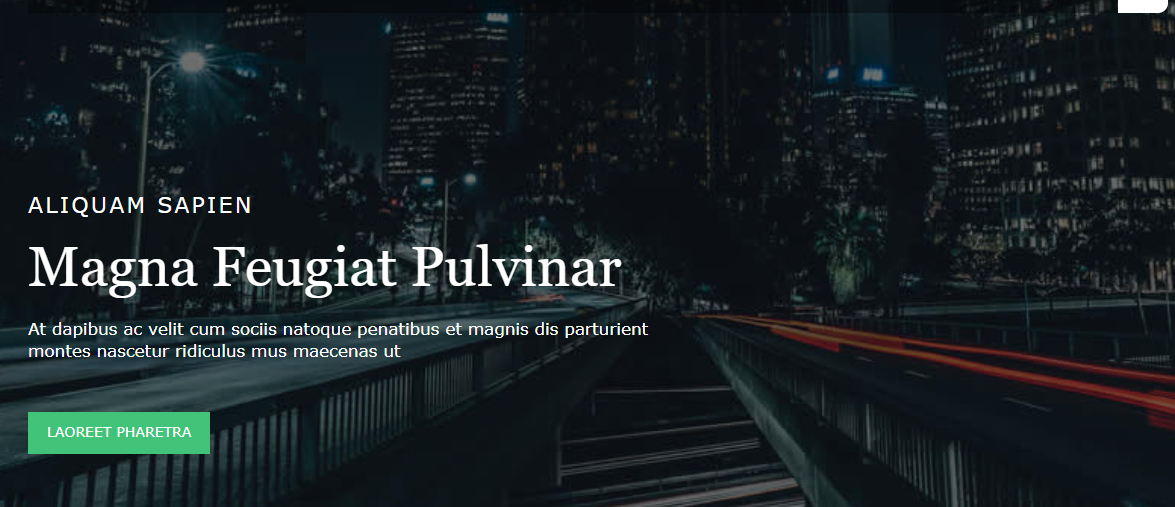 ALIQUAM SAPIEN
Magna Feugiat Pulvinar
At dapibus ac velit cum sociis natoque penatibus et magnis dis parturient
montes nascetur ridiculus mus maecenas ut
LAOREET PHARETRA